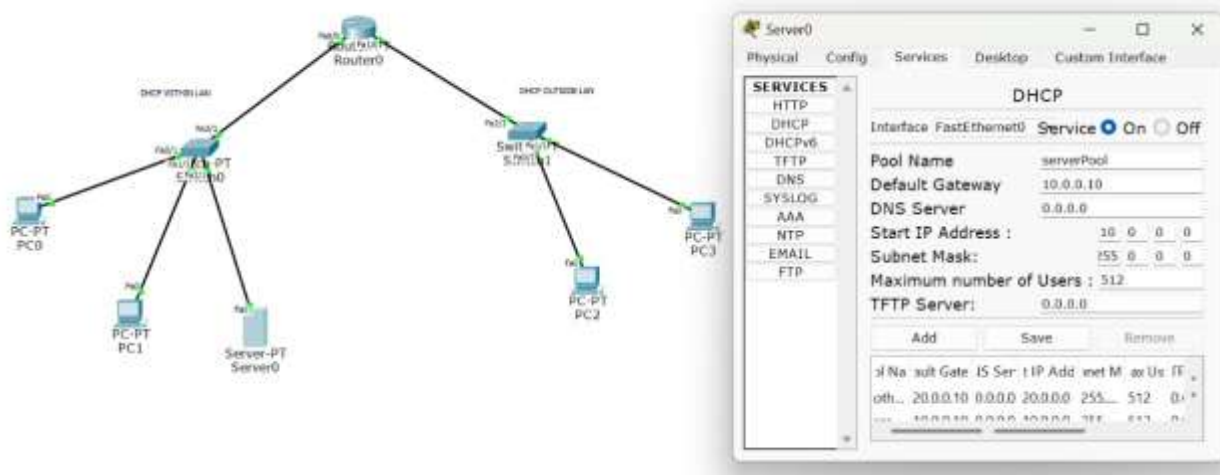 Router0
DHCP WITHIN LAN
DHCP OUTSIDE LAN
PC-PT
PC0
PC-PT
PC1
Server-PT
Server0
PC-PT
PC2
PC-PT
PC3
Server0
Physical Config Services Desktop Custom Interface
SERVICES
HTTP
DHCP
DHCPv6
TFTP
DNS
SYSLOG
AAA
NTP
EMAIL
FTP
DHCP
Interface FastEthernet0 Service On Off
Pool Name serverPool
Default Gateway 10.0.0.10
DNS Server 0.0.0.0
Start IP Address : 10 0 0 0
Subnet Mask: 255 0 0 0
Maximum number of Users : 512
TFTP Server: 0.0.0.0
Add Save Remove
oth... 20.0.0.10 0.0.0.0 20.0.0.0 255.... 512